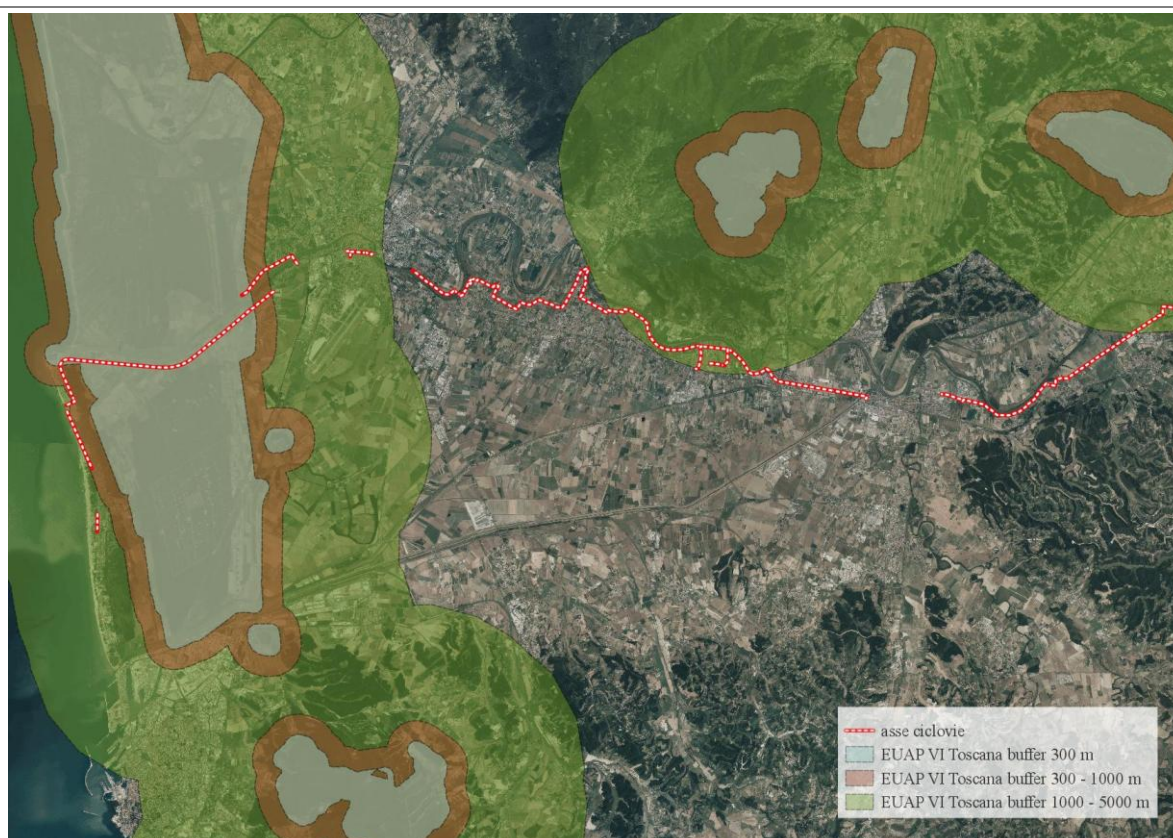 asse ciclovie
EUAP VI Toscana buffer 300 m
EUAP VI Toscana buffer 300 - 1000 m
EUAP VI Toscana buffer 1000 - 5000 m